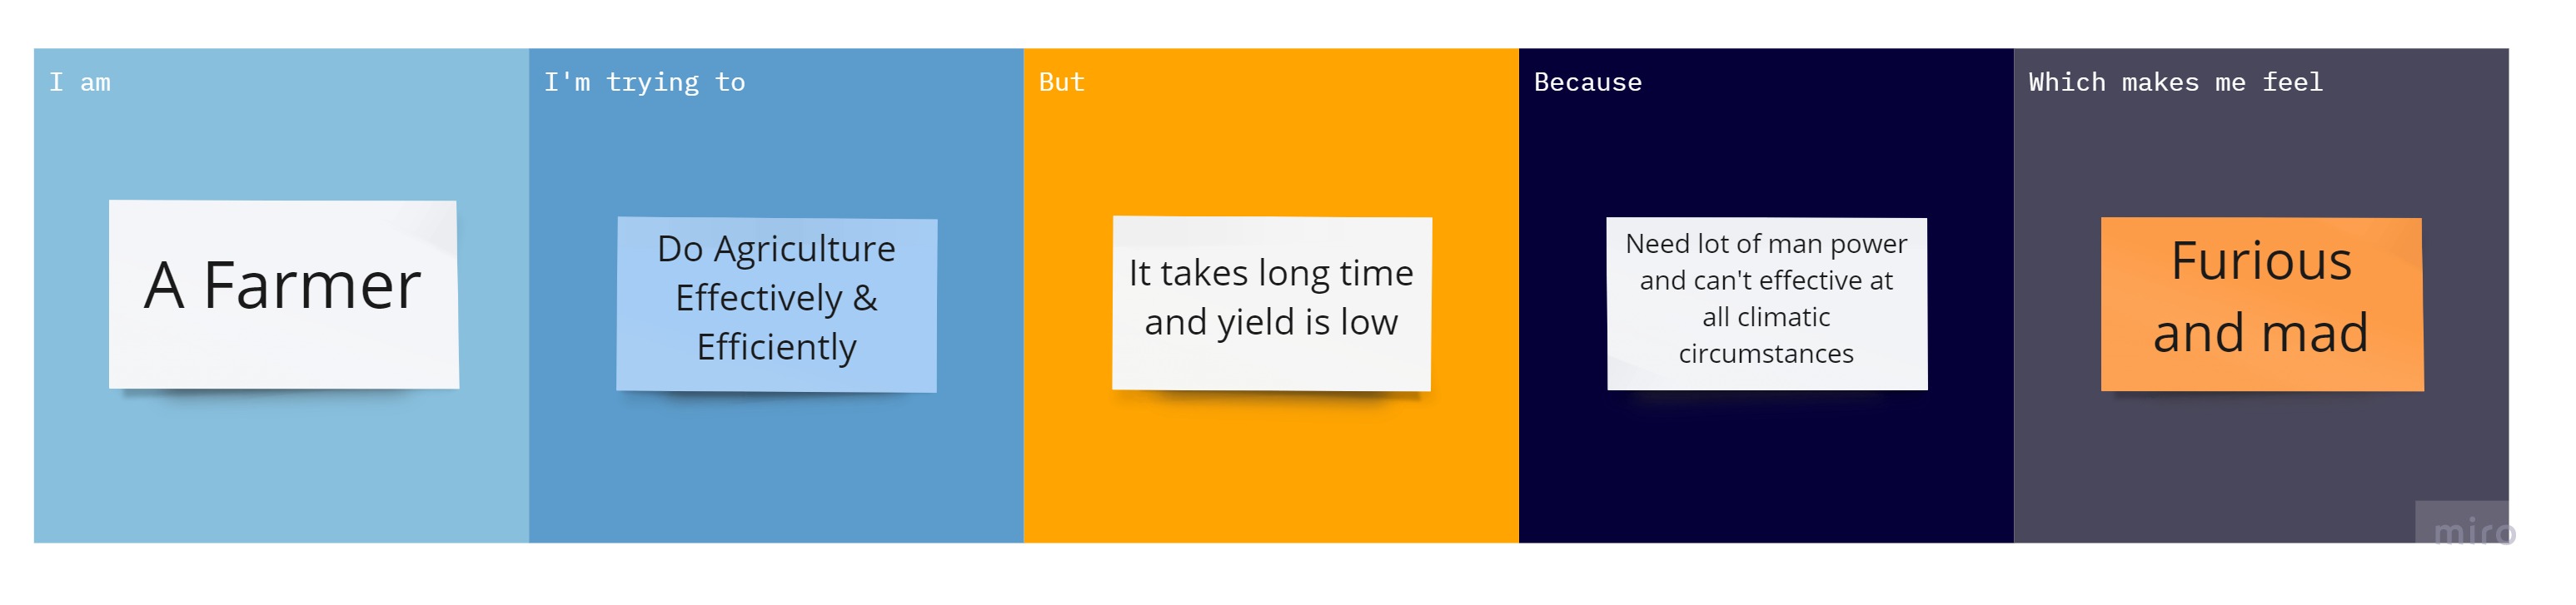 I am
A Farmer
I'm trying to
Do Agriculture
Effectively &
Efficiently
But
It takes long time
and yield is low
Because
Need lot of man power
and can't effective at
all climatic
circumstances
Which makes me feel
Furious
and mad
miro